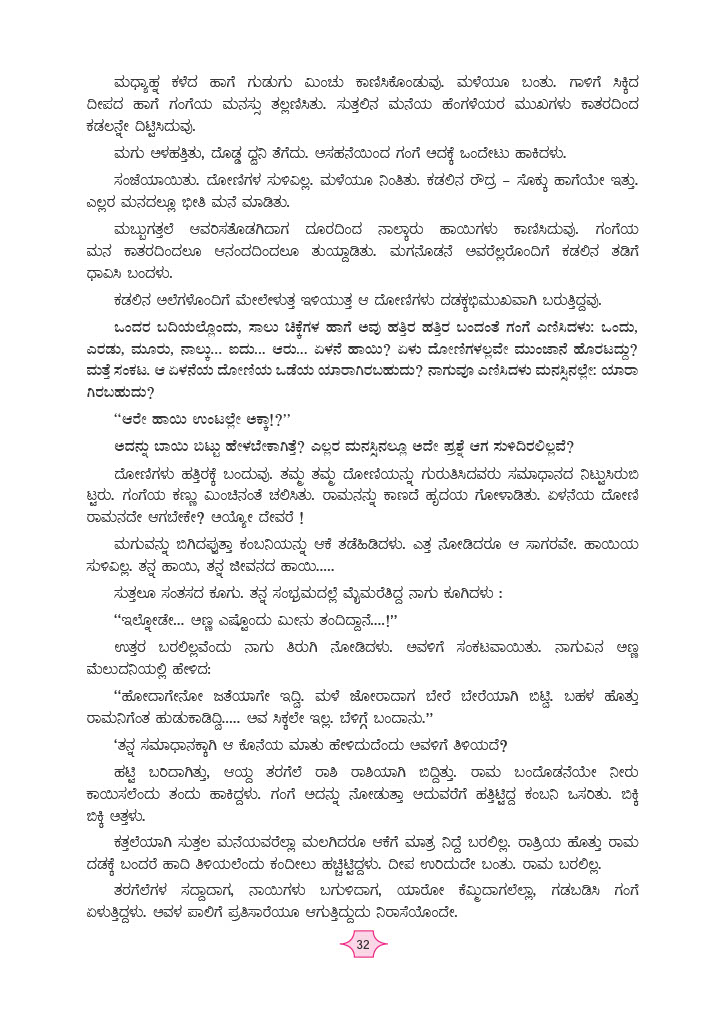 ಮಧ್ಯಾಹ್ನ ಕಳೆದ ಹಾಗೆ ಗುಡುಗು ಮಿಂಚು ಕಾಣಿಸಿಕೊಂಡುವು. ಮಳೆಯೂ ಬಂತು. ಗಾಳಿಗೆ ಸಿಕ್ಕಿದ
ದೀಪದ ಹಾಗೆ ಗಂಗೆಯ ಮನಸ್ಸು ತಲ್ಲಣಿಸಿತು. ಸುತ್ತಲಿನ ಮನೆಯ ಹೆಂಗಳೆಯರ ಮುಖಗಳು ಕಾತರದಿಂದ
ಕಡಲನ್ನೇ ದಿಟ್ಟಿಸಿದುವು.
ಮಗು ಅಳಹತ್ತಿತು, ದೊಡ್ಡ ಧ್ವನಿ ತೆಗೆದು. ಅಸಹನೆಯಿಂದ ಗಂಗೆ ಅದಕ್ಕೆ ಒಂದೇಟು ಹಾಕಿದಳು.
ಸಂಜೆಯಾಯಿತು. ದೋಣಿಗಳ ಸುಳಿವಿಲ್ಲ. ಮಳೆಯೂ ನಿಂತಿತು. ಕಡಲಿನ ರೌದ್ರ – ಸೊಕ್ಕು ಹಾಗೆಯೇ ಇತ್ತು.
ಎಲ್ಲರ ಮನದಲ್ಲೂ ಭೀತಿ ಮನೆ ಮಾಡಿತು.
ಮಬ್ಬುಗತ್ತಲೆ ಆವರಿಸತೊಡಗಿದಾಗ ದೂರದಿಂದ ನಾಲ್ಕಾರು ಹಾಯಿಗಳು ಕಾಣಿಸಿದುವು. ಗಂಗೆಯ
ಮನ ಕಾತರದಿಂದಲೂ ಆನಂದದಿಂದಲೂ ತುಯ್ದಾಡಿತು. ಮಗನೊಡನೆ ಅವರೆಲ್ಲರೊಂದಿಗೆ ಕಡಲಿನ ತಡಿಗೆ
ಧಾವಿಸಿ ಬಂದಳು.
ಕಡಲಿನ ಅಲೆಗಳೊಂದಿಗೆ ಮೇಲೇಳುತ್ತ ಇಳಿಯುತ್ತ ಆ ದೋಣಿಗಳು ದಡಕ್ಕಭಿಮುಖವಾಗಿ ಬರುತ್ತಿದ್ದವು.
ಒಂದರ ಬದಿಯಲ್ಲೊಂದು, ಸಾಲು ಚಿಕ್ಕೆಗಳ ಹಾಗೆ ಅವು ಹತ್ತಿರ ಹತ್ತಿರ ಬಂದಂತೆ ಗಂಗೆ ಎಣಿಸಿದಳು: ಒಂದು,
ಎರಡು, ಮೂರು, ನಾಲ್ಕು... ಐದು... ಆರು... ಏಳನೆ ಹಾಯಿ? ಏಳು ದೋಣಿಗಳಲ್ಲವೇ ಮುಂಜಾನೆ ಹೊರಟದ್ದು?
ಮತ್ತೆ ಸಂಕಟ. ಆ ಏಳನೆಯ ದೋಣಿಯ ಒಡೆಯ ಯಾರಾಗಿರಬಹುದು? ನಾಗುವೂ ಎಣಿಸಿದಳು ಮನಸ್ಸಿನಲ್ಲೇ: ಯಾರಾ
ಗಿರಬಹುದು?
“ಆರೇ ಹಾಯಿ ಉಂಟಲ್ಲೇ ಅಕ್ಕಾ!?”
ಅದನ್ನು ಬಾಯಿ ಬಿಟ್ಟು ಹೇಳಬೇಕಾಗಿತ್ತೆ? ಎಲ್ಲರ ಮನಸ್ಸಿನಲ್ಲೂ ಅದೇ ಪ್ರಶ್ನೆ ಆಗ ಸುಳಿದಿರಲಿಲ್ಲವೆ?
ದೋಣಿಗಳು ಹತ್ತಿರಕ್ಕೆ ಬಂದುವು. ತಮ್ಮ ತಮ್ಮ ದೋಣಿಯನ್ನು ಗುರುತಿಸಿದವರು ಸಮಾಧಾನದ ನಿಟ್ಟುಸಿರುಬಿ
ಟ್ಟರು. ಗಂಗೆಯ ಕಣ್ಣು ಮಿಂಚಿನಂತೆ ಚಲಿಸಿತು. ರಾಮನನ್ನು ಕಾಣದೆ ಹೃದಯ ಗೋಳಾಡಿತು. ಏಳನೆಯ ದೋಣಿ
ರಾಮನದೇ ಆಗಬೇಕೇ? ಅಯ್ಯೋ ದೇವರೆ !
ಮಗುವನ್ನು ಬಿಗಿದಪ್ಪುತ್ತಾ ಕಂಬನಿಯನ್ನು ಆಕೆ ತಡೆಹಿಡಿದಳು. ಎತ್ತ ನೋಡಿದರೂ ಆ ಸಾಗರವೇ. ಹಾಯಿಯ
ಸುಳಿವಿಲ್ಲ. ತನ್ನ ಹಾಯಿ, ತನ್ನ ಜೀವನದ ಹಾಯಿ.....
ಸುತ್ತಲೂ ಸಂತಸದ ಕೂಗು. ತನ್ನ ಸಂಭ್ರಮದಲ್ಲೆ ಮೈಮರೆತಿದ್ದ ನಾಗು ಕೂಗಿದಳು :
“ಇಲ್ನೋಡೇ... ಅಣ್ಣ ಎಷ್ಟೊಂದು ಮೀನು ತಂದಿದ್ದಾನೆ....!”
ಉತ್ತರ ಬರಲಿಲ್ಲವೆಂದು ನಾಗು ತಿರುಗಿ ನೋಡಿದಳು. ಅವಳಿಗೆ ಸಂಕಟವಾಯಿತು. ನಾಗುವಿನ ಅಣ್ಣ
ಮೆಲುದನಿಯಲ್ಲಿ ಹೇಳಿದ:
“ಹೋದಾಗೇನೋ ಜತೆಯಾಗೇ ಇದ್ವಿ. ಮಳೆ ಜೋರಾದಾಗ ಬೇರೆ ಬೇರೆಯಾಗಿ ಬಿಟ್ವಿ. ಬಹಳ ಹೊತ್ತು
ರಾಮನಿಗೆಂತ ಹುಡುಕಾಡಿದ್ವಿ..... ಅವ ಸಿಕ್ಕಲೇ ಇಲ್ಲ. ಬೆಳಿಗ್ಗೆ ಬಂದಾನು.”
‘ತನ್ನ ಸಮಾಧಾನಕ್ಕಾಗಿ ಆ ಕೊನೆಯ ಮಾತು ಹೇಳಿದುದೆಂದು ಅವಳಿಗೆ ತಿಳಿಯದೆ?
ಹಟ್ಟಿ ಬರಿದಾಗಿತ್ತು, ಆಯ್ದ ತರಗೆಲೆ ರಾಶಿ ರಾಶಿಯಾಗಿ ಬಿದ್ದಿತ್ತು. ರಾಮ ಬಂದೊಡನೆಯೇ ನೀರು
ಕಾಯಿಸಲೆಂದು ತಂದು ಹಾಕಿದ್ದಳು. ಗಂಗೆ ಅದನ್ನು ನೋಡುತ್ತಾ ಅದುವರೆಗೆ ಹತ್ತಿಟ್ಟಿದ್ದ ಕಂಬನಿ ಒಸರಿತು. ಬಿಕ್ಕಿ
ಬಿಕ್ಕಿ ಅತ್ತಳು.
ಕತ್ತಲೆಯಾಗಿ ಸುತ್ತಲ ಮನೆಯವರೆಲ್ಲಾ ಮಲಗಿದರೂ ಆಕೆಗೆ ಮಾತ್ರ ನಿದ್ದೆ ಬರಲಿಲ್ಲ. ರಾತ್ರಿಯ ಹೊತ್ತು ರಾಮ
ದಡಕ್ಕೆ ಬಂದರೆ ಹಾದಿ ತಿಳಿಯಲೆಂದು ಕಂದೀಲು ಹಚ್ಚಿಟ್ಟಿದ್ದಳು. ದೀಪ ಉರಿದುದೇ ಬಂತು. ರಾಮ ಬರಲಿಲ್ಲ.
ತರಗೆಲೆಗಳ ಸದ್ದಾದಾಗ, ನಾಯಿಗಳು ಬಗುಳಿದಾಗ, ಯಾರೋ ಕೆಮ್ಮಿದಾಗಲೆಲ್ಲಾ, ಗಡಬಡಿಸಿ ಗಂಗೆ
ಏಳುತ್ತಿದ್ದಳು. ಅವಳ ಪಾಲಿಗೆ ಪ್ರತಿಸಾರೆಯೂ ಆಗುತ್ತಿದ್ದುದು ನಿರಾಸೆಯೊಂದೇ.
32